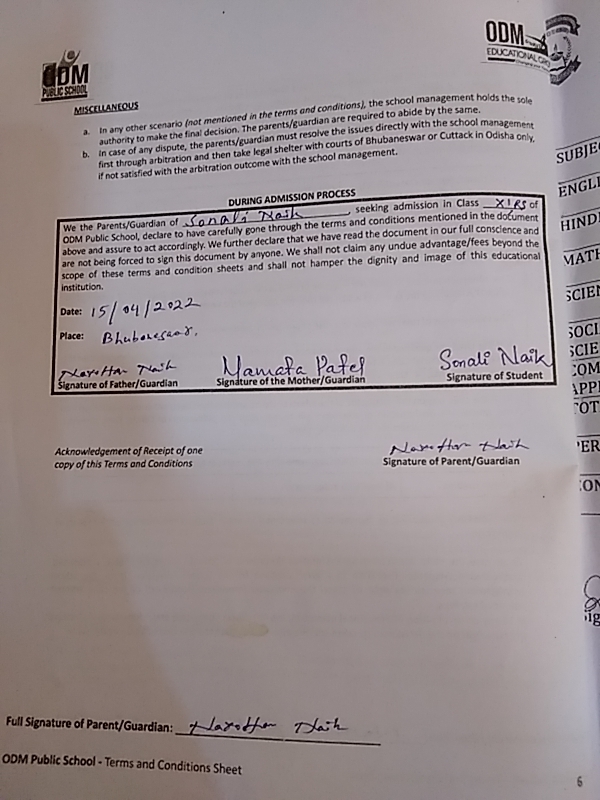 ODM
PUBLIC SCHOOL
ODM
EDUCATIONAL GROUP
MISCELLANEOUS
a. In any other scenario (not mentioned in the terms and conditions), the school management holds the sole
authority to make the final decision. The parents/guardian are required to abide by the same.
b. In case of any dispute, the parents/guardian must resolve the issues directly with the school management
first through arbitration and then take legal shelter with courts of Bhubaneswar or Cuttack in Odisha only,
if not satisfied with the arbitration outcome with the school management.
DURING ADMISSION PROCESS
We the Parents/Guardian of Sonali Naik, seeking admission in Class of
ODM Public School, declare to have carefully gone through the terms and conditions mentioned in the document
above and assure to act accordingly. We further declare that we have read the document in our full conscience and
are not being forced to sign this document by anyone. We shall not claim any undue advantage/fees beyond the
scope of these terms and condition sheets and shall not hamper the dignity and image of this educational
institution.
Date: 15/04/2022
Place:
Narottam Naik Mamata Patel Sonali Naik
Signature of Father/Guardian Signature of the Mother/Guardian Signature of Student
Narottam Naik
Acknowledgement of Receipt of one
copy of this Terms and Conditions
Signature of Parent/Guardian
Full Signature of Parent/Guardian: Narottam Naik
ODM Public School - Terms and Conditions Sheet
6
SUBJE
ENGLI
HIND
MATH
SCIEN
SOCI
SCIE
COM
APPI
TOT